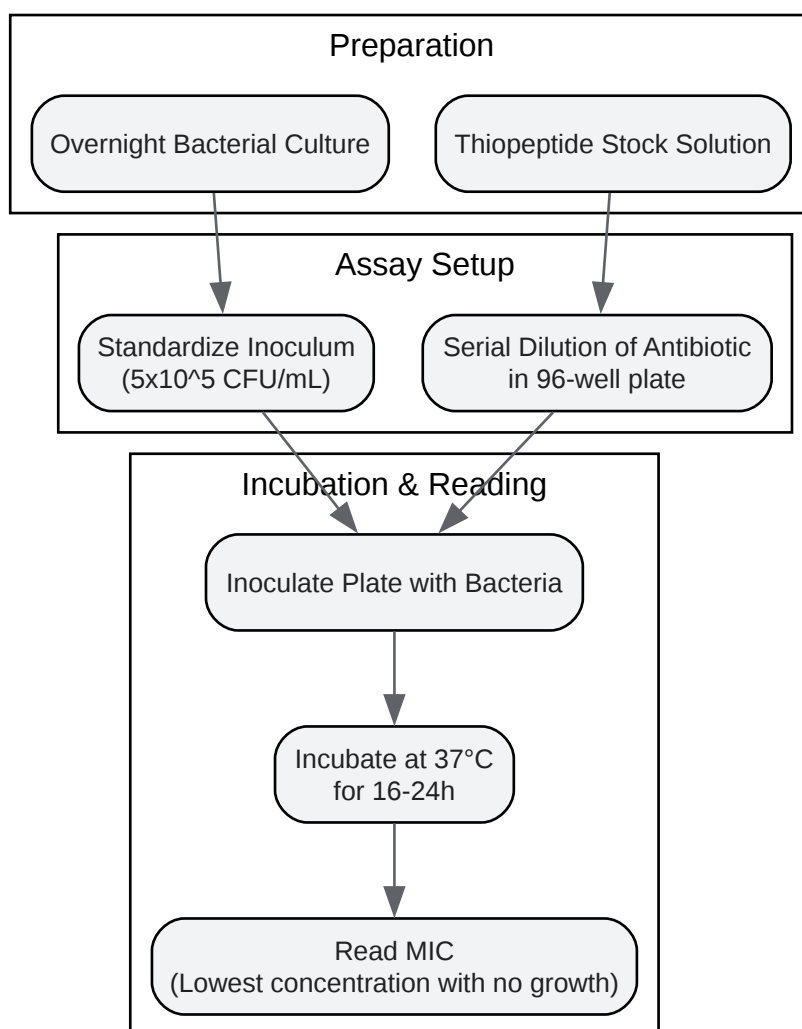 Preparation
Overnight Bacterial Culture
Thiopeptide Stock Solution
Assay Setup
Standardize Inoculum
(5x10^5 CFU/mL)
Serial Dilution of Antibiotic
in 96-well plate
Incubation & Reading
Inoculate Plate with Bacteria
Incubate at 37°C
for 16-24h
Read MIC
(Lowest concentration with no growth)